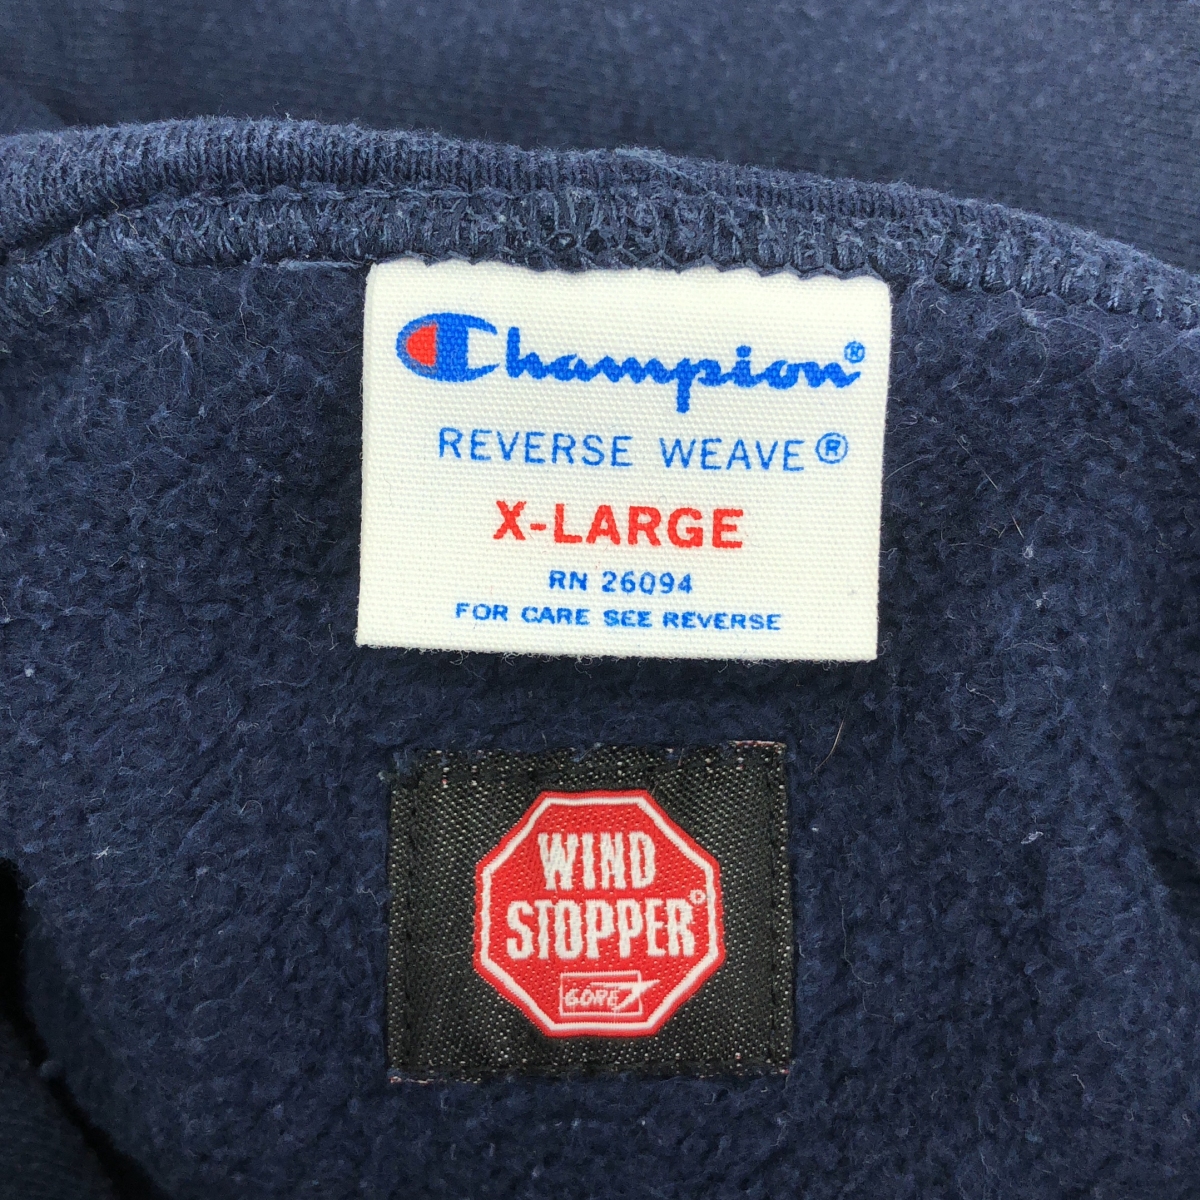 Champion®
REVERSE WEAVE®
X-LARGE
RN 26094
FOR CARE SEE REVERSE
WIND
STOPPER®
GORE